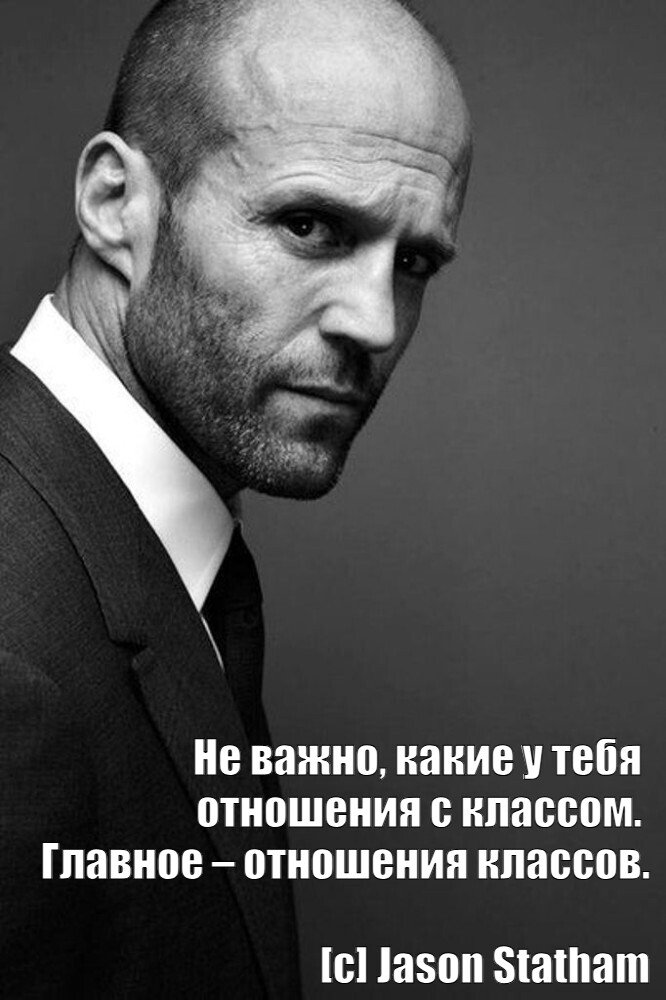 Не важно, какие у тебя
отношения с классом.
Главное – отношения классов.
[c] Jason Statham